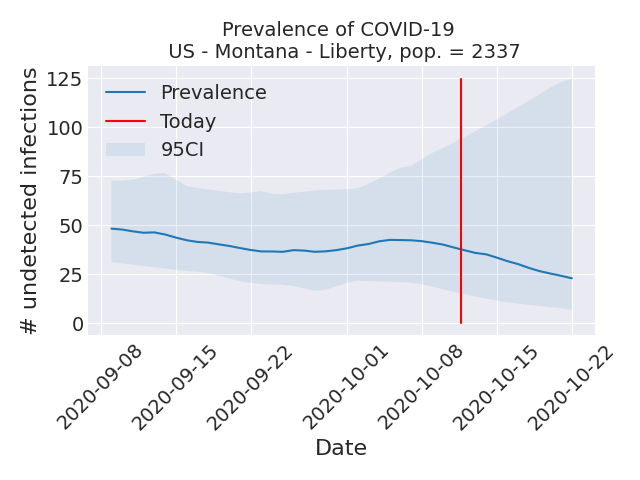 Prevalence of COVID-19
US - Montana - Liberty, pop. = 2337
# undetected infections
125
100
75
50
25
0
Prevalence
Today
95CI
2020-09-08
2020-09-15
2020-09-22
2020-10-01
2020-10-08
2020-10-15
2020-10-22
Date